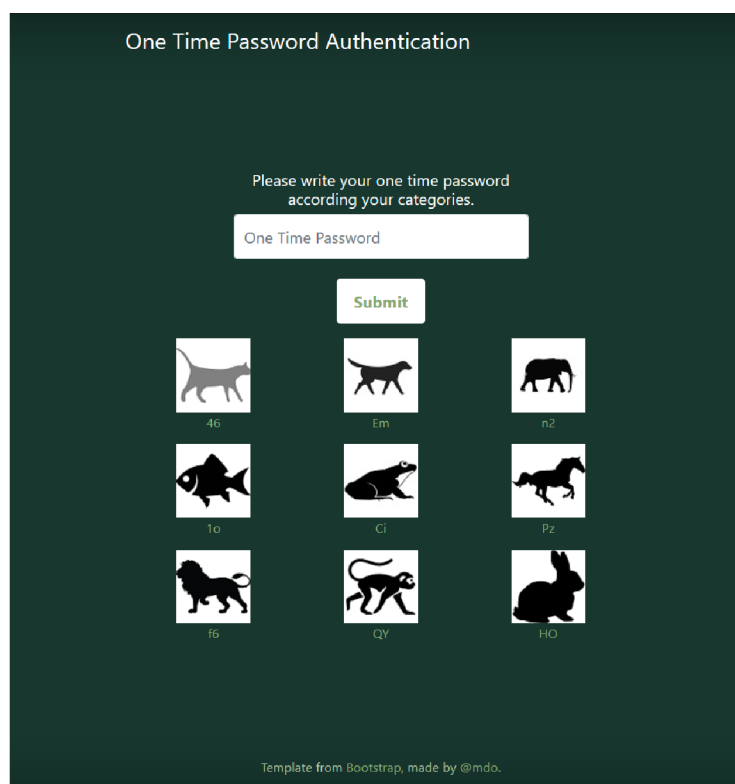 One Time Password Authentication
Please write your one time password
according your categories.
One Time Password
Submit
46 Em n2
1o Ci Pz
f6 QY HO
Template from Bootstrap, made by @mdo.